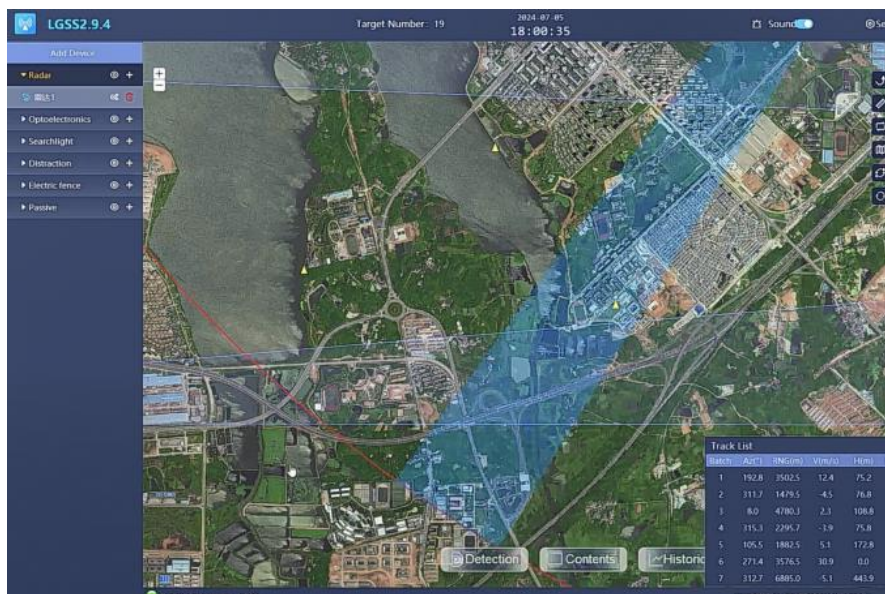 LGSS2.9.4
Target Number: 19
2024-07-05
18:00:35
Sound
Add Device
Radar
雷达1
Optoelectronics
Searchlight
Distraction
Electric fence
Passive
Track List
Batch Az(°) RNG(m) V(m/s) H(m)
1 192.8 3502.5 12.4 75.2
2 311.7 1479.5 -4.5 76.8
3 8.0 4780.3 2.3 108.8
4 315.3 2295.7 -3.9 75.8
5 105.5 1882.5 5.1 172.8
6 271.4 3576.5 30.9 0.0
7 312.7 6885.0 -5.1 443.9
Detection
Contents
Historic